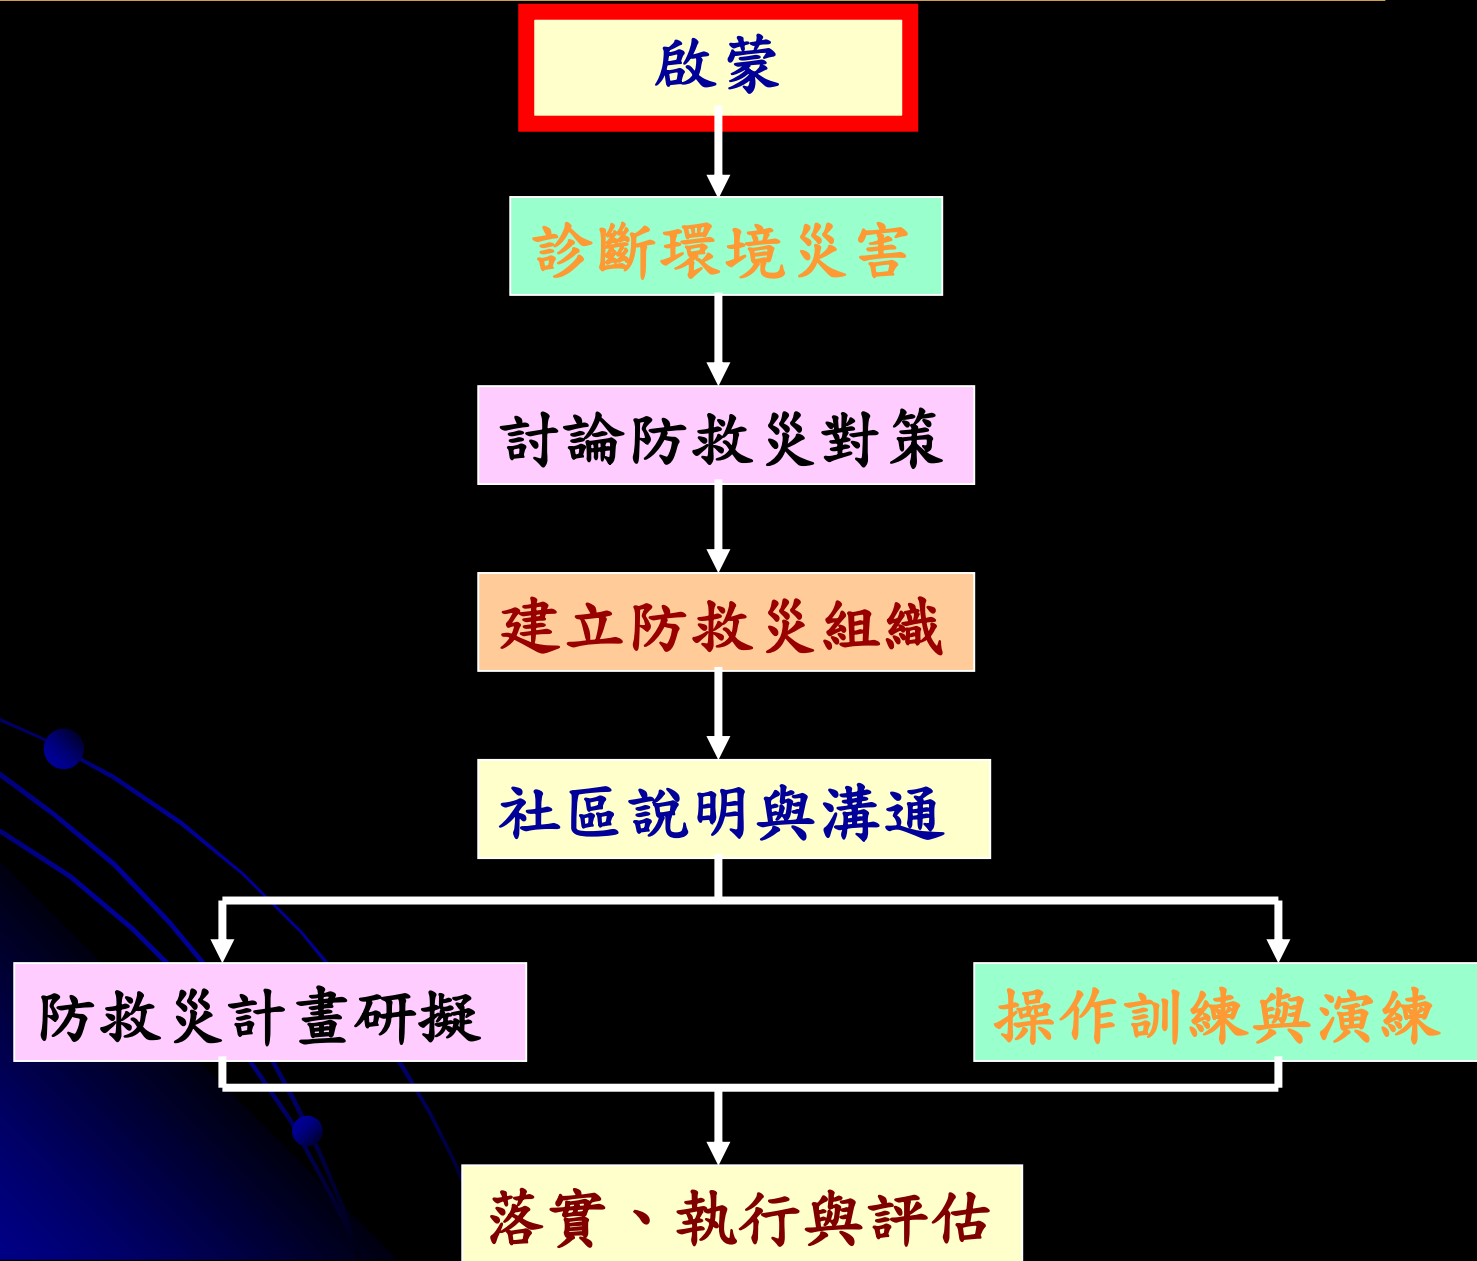 啟蒙
診斷環境災害
討論防救災對策
建立防救災組織
社區說明與溝通
防救災計畫研擬
操作訓練與演練
落實、執行與評估